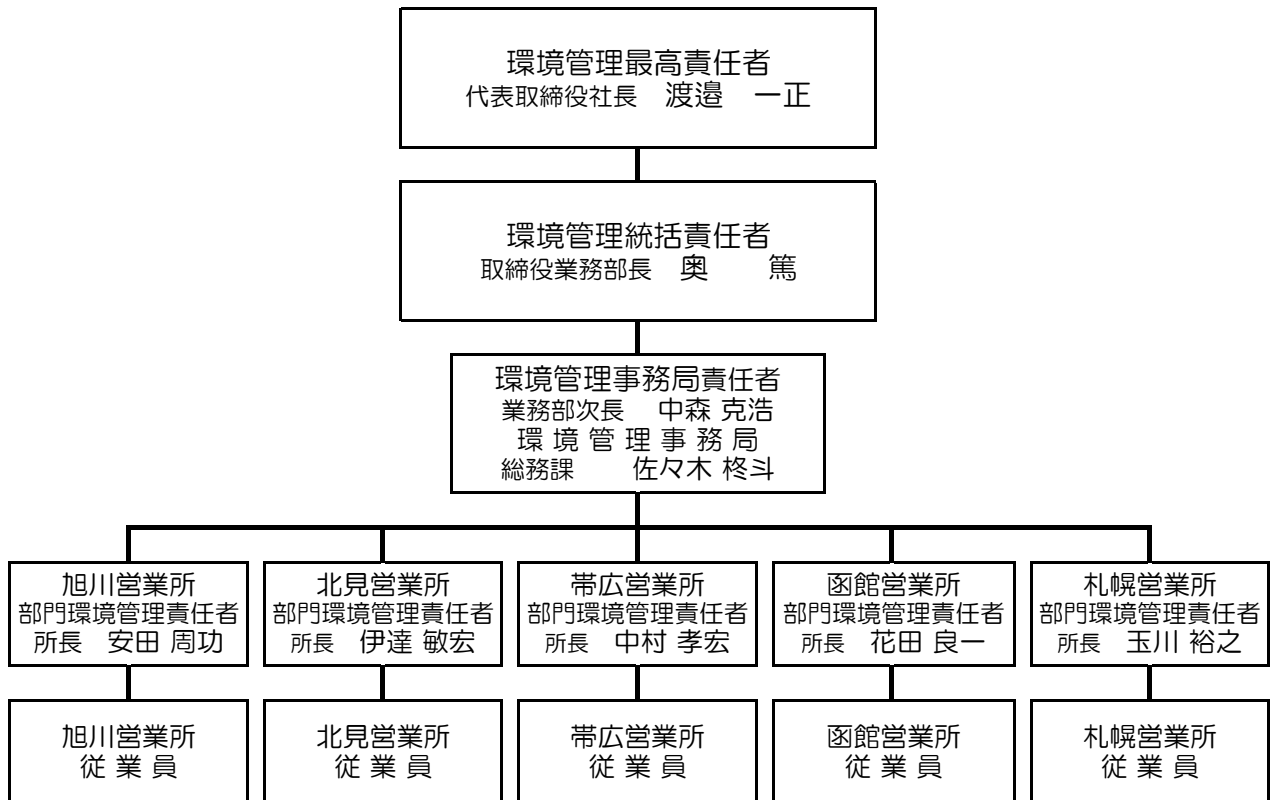 環境管理最高責任者
代表取締役社長　渡邉　一正
環境管理統括責任者
取締役業務部長　奥　　篤
環境管理事務局責任者
業務部次長　中森 克浩
環 境 管 理 事 務 局
総務課　　佐々木 柊斗
旭川営業所
部門環境管理責任者
所長　安田 周功
北見営業所
部門環境管理責任者
所長　伊達 敏宏
帯広営業所
部門環境管理責任者
所長　中村 孝宏
函館営業所
部門環境管理責任者
所長　花田 良一
札幌営業所
部門環境管理責任者
所長　玉川 裕之
旭川営業所
従 業 員
北見営業所
従 業 員
帯広営業所
従 業 員
函館営業所
従 業 員
札幌営業所
従 業 員